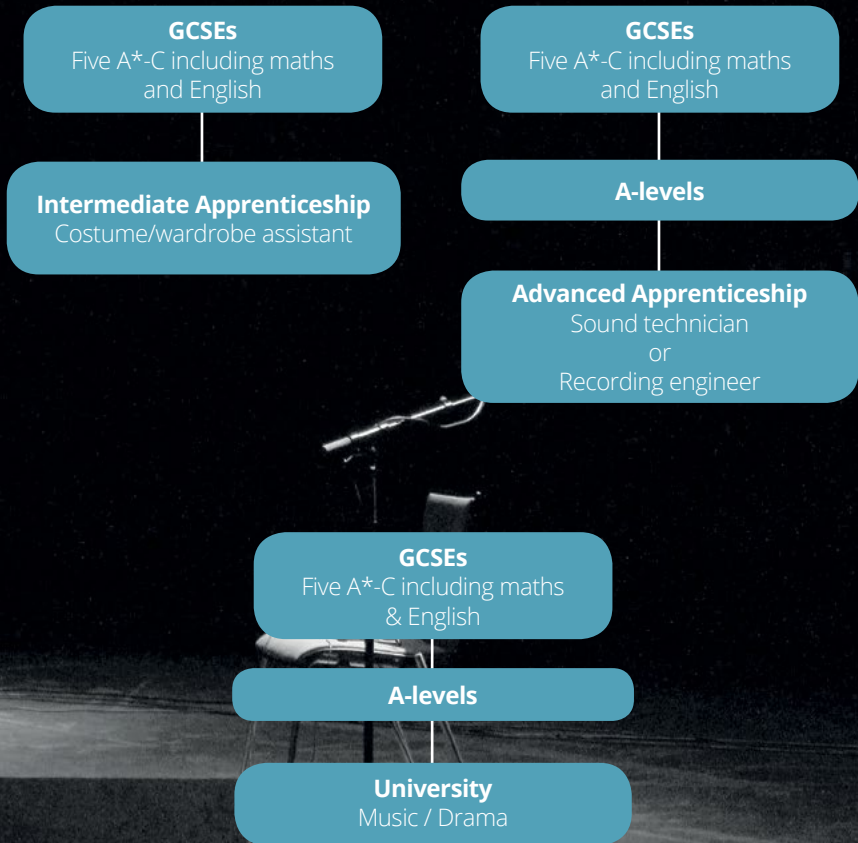 GCSEs
Five A*-C including maths
and English
Intermediate Apprenticeship
Costume/wardrobe assistant
GCSEs
Five A*-C including maths
and English
A-levels
Advanced Apprenticeship
Sound technician
or
Recording engineer
GCSEs
Five A*-C including maths
& English
A-levels
University
Music / Drama